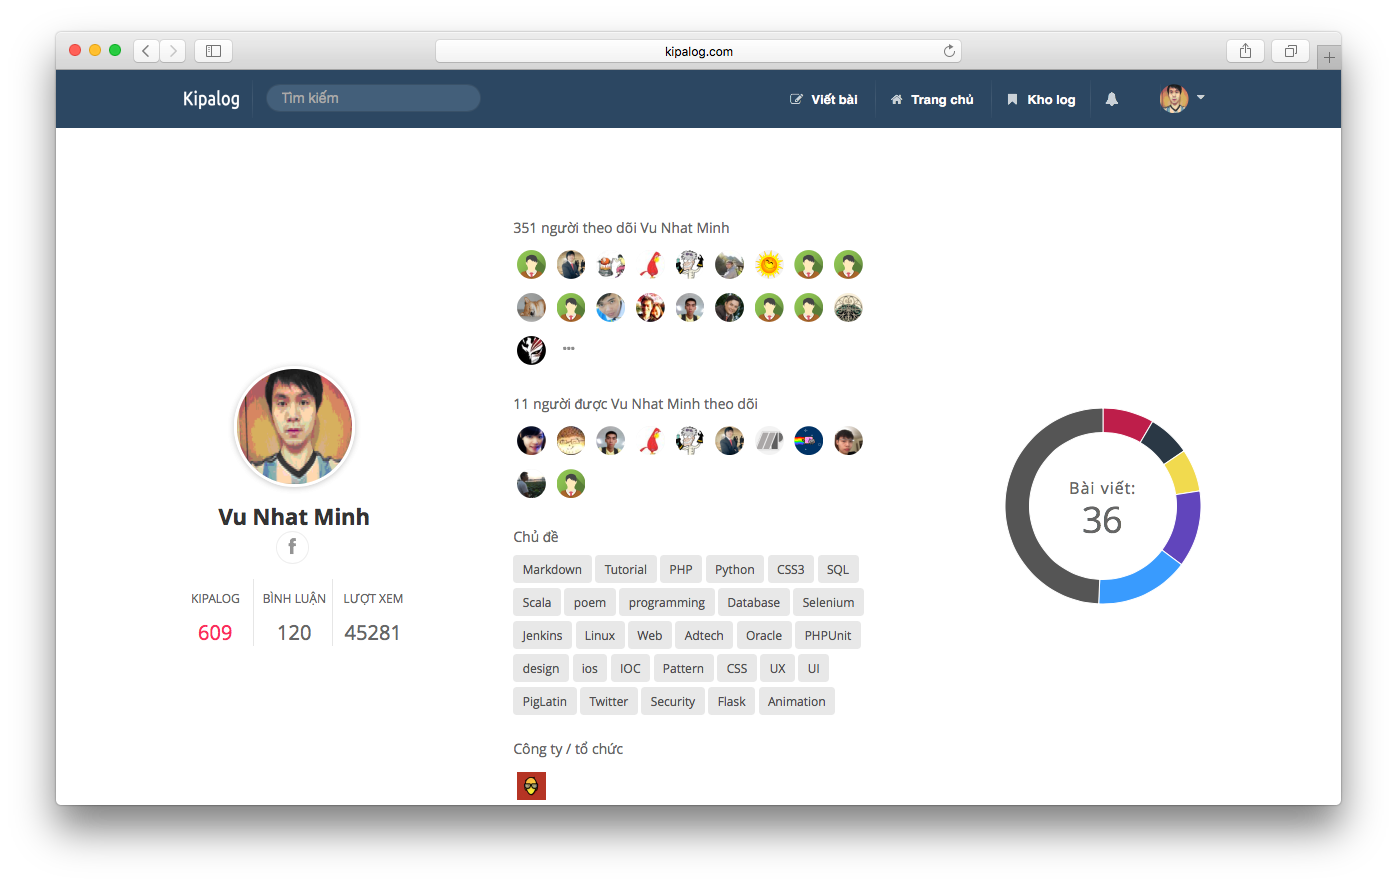 kipalog.com
Kipalog
Tìm kiếm
Viết bài
Trang chủ
Kho log
351 người theo dõi Vu Nhat Minh
11 người được Vu Nhat Minh theo dõi
Vu Nhat Minh
KIPALOG BÌNH LUẬN LƯỢT XEM
609 120 45281
Chủ đề
Markdown Tutorial PHP Python CSS3 SQL
Scala poem programming Database Selenium
Jenkins Linux Web Adtech Oracle PHPUnit
design ios IOC Pattern CSS UX UI
PigLatin Twitter Security Flask Animation
Công ty / tổ chức
Bài viết:
36